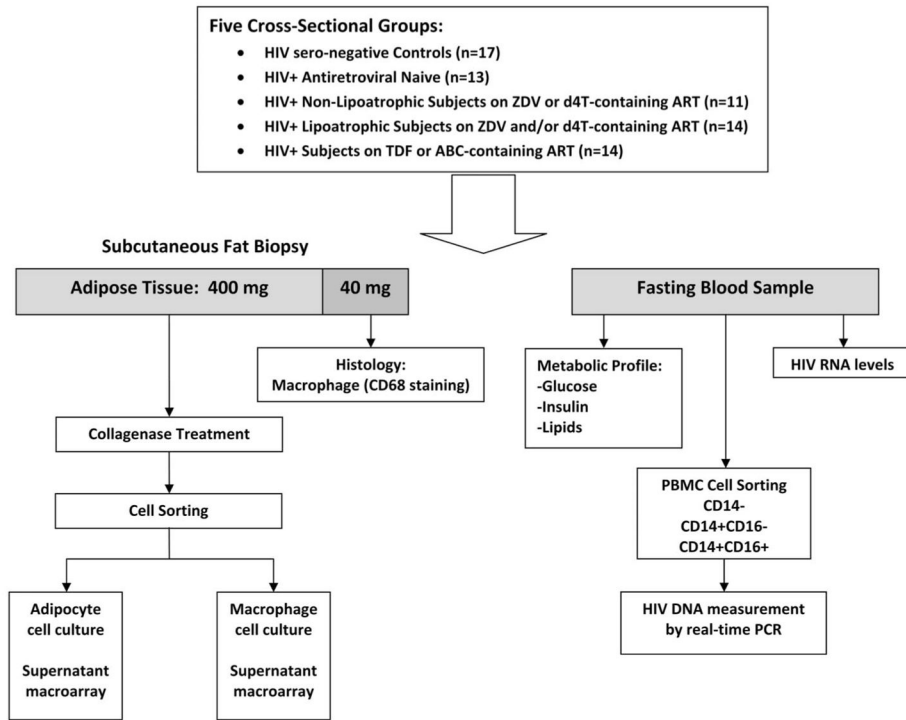 Five Cross-Sectional Groups:
• HIV sero-negative Controls (n=17)
• HIV+ Antiretroviral Naive (n=13)
• HIV+ Non-Lipoatrophic Subjects on ZDV or d4T-containing ART (n=11)
• HIV+ Lipoatrophic Subjects on ZDV and/or d4T-containing ART (n=14)
• HIV+ Subjects on TDF or ABC-containing ART (n=14)
Subcutaneous Fat Biopsy
Adipose Tissue: 400 mg
40 mg
Histology:
Macrophage (CD68 staining)
Collagenase Treatment
Cell Sorting
Adipocyte
cell culture
Supernatant
macroarray
Macrophage
cell culture
Supernatant
macroarray
Fasting Blood Sample
Metabolic Profile:
-Glucose
-Insulin
-Lipids
HIV RNA levels
PBMC Cell Sorting
CD14-
CD14+CD16-
CD14+CD16+
HIV DNA measurement
by real-time PCR